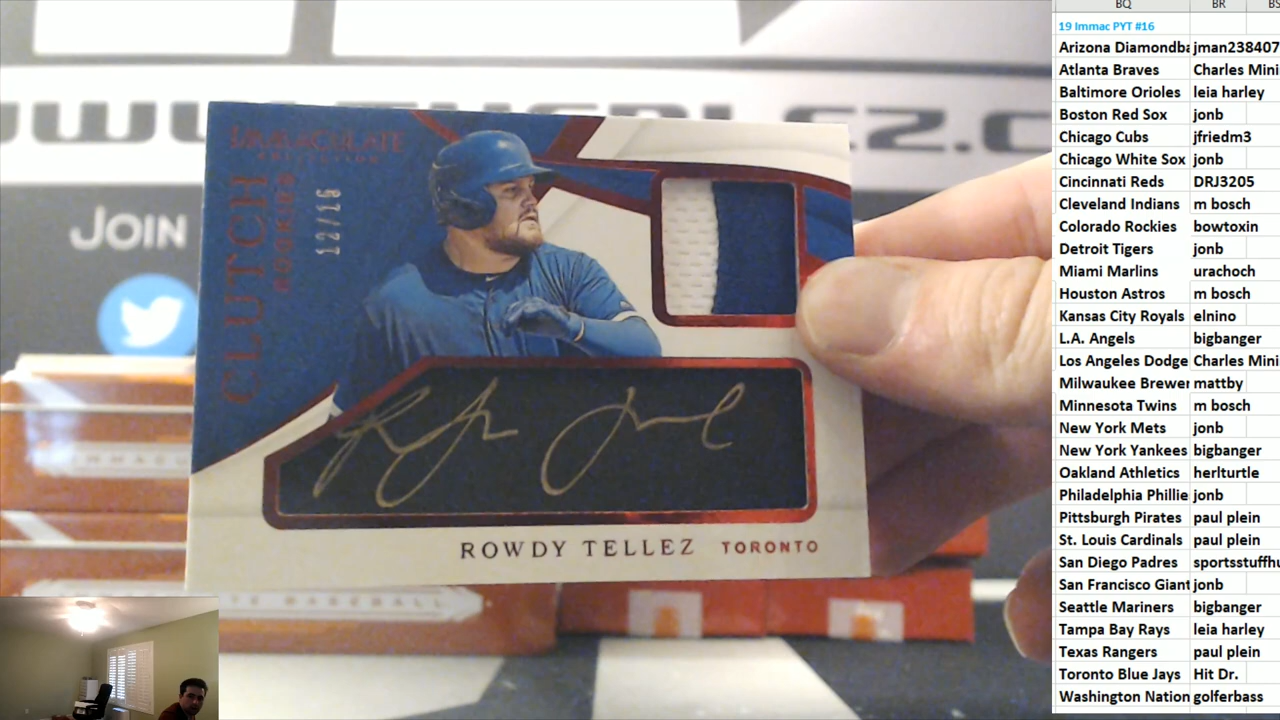 BQ BR BS
19 Immac PYT #16
Arizona Diamondba jman238407
Atlanta Braves Charles Mini
Baltimore Orioles leia harley
Boston Red Sox jonb
Chicago Cubs jfriedm3
Chicago White Sox jonb
Cincinnati Reds DRJ3205
Cleveland Indians m bosch
Colorado Rockies bowtoxin
Detroit Tigers jonb
Miami Marlins urachoch
Houston Astros m bosch
Kansas City Royals elnino
L.A. Angels bigbanger
Los Angeles Dodge Charles Mini
Milwaukee Brewer mattby
Minnesota Twins m bosch
New York Mets jonb
New York Yankees bigbanger
Oakland Athletics herlturtle
Philadelphia Phillie jonb
Pittsburgh Pirates paul plein
St. Louis Cardinals paul plein
San Diego Padres sportsstuffhu
San Francisco Giant jonb
Seattle Mariners bigbanger
Tampa Bay Rays leia harley
Texas Rangers paul plein
Toronto Blue Jays Hit Dr.
Washington Nation golferbass
IMMACULATE
COLLECTION
CLUTCH
ROOKIES
12/16
JOIN
ROWDY TELLEZ TORONTO
BASEBALL